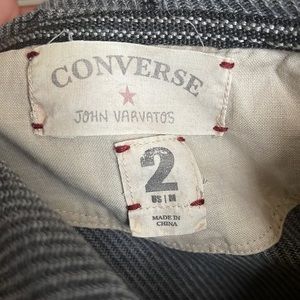 CONVERSE
JOHN VARVATOS
2
US | M
MADE IN
CHINA